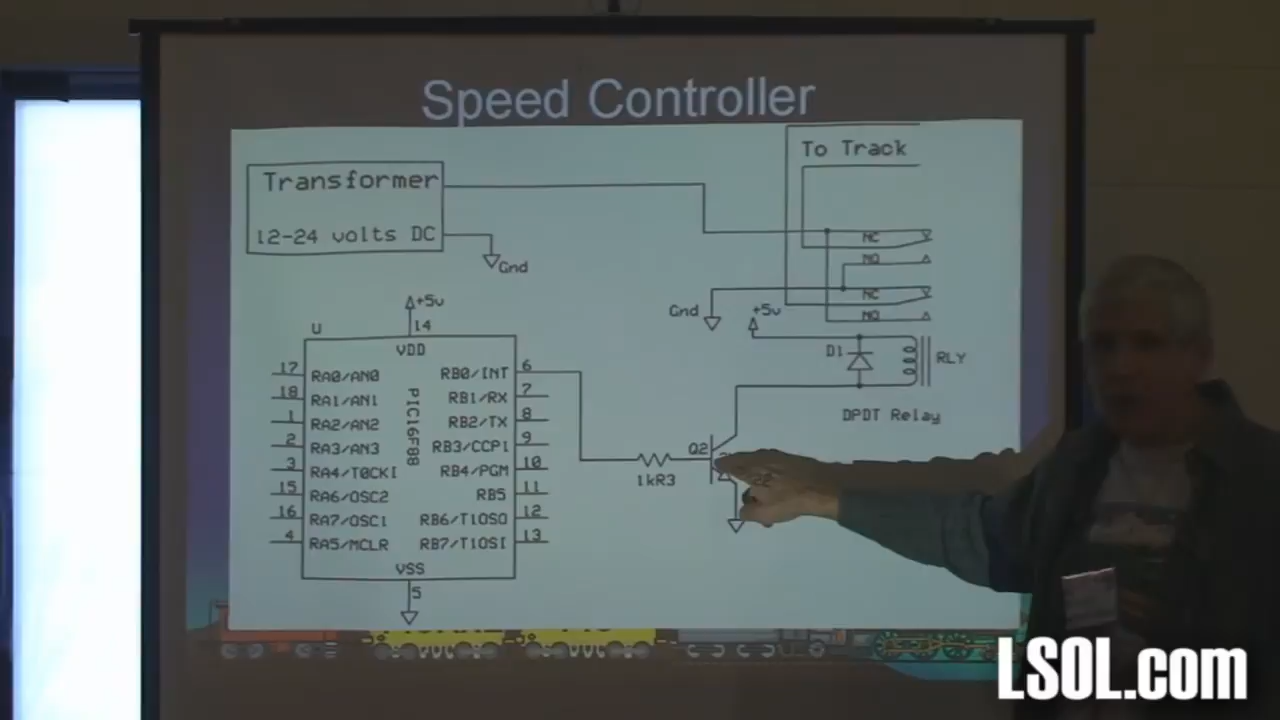 Speed Controller
To Track
Transformer
12-24 volts DC
Gnd
NC
NO
NC
NO
Gnd
+5v
+5v
U
14
VDD
D1
RLY
DPDT Relay
PIC16F88
17 RA0/AN0
18 RA1/AN1
1 RA2/AN2
2 RA3/AN3
3 RA4/T0CKI
15 RA6/OSC2
16 RA7/OSC1
4 RA5/MCLR
RB0/INT 6
RB1/RX 7
RB2/TX 8
RB3/CCP1 9
RB4/PGM 10
RB5 11
RB6/T1OSO 12
RB7/T1OSI 13
VSS
5
Q2
1kR3
LSOL.com